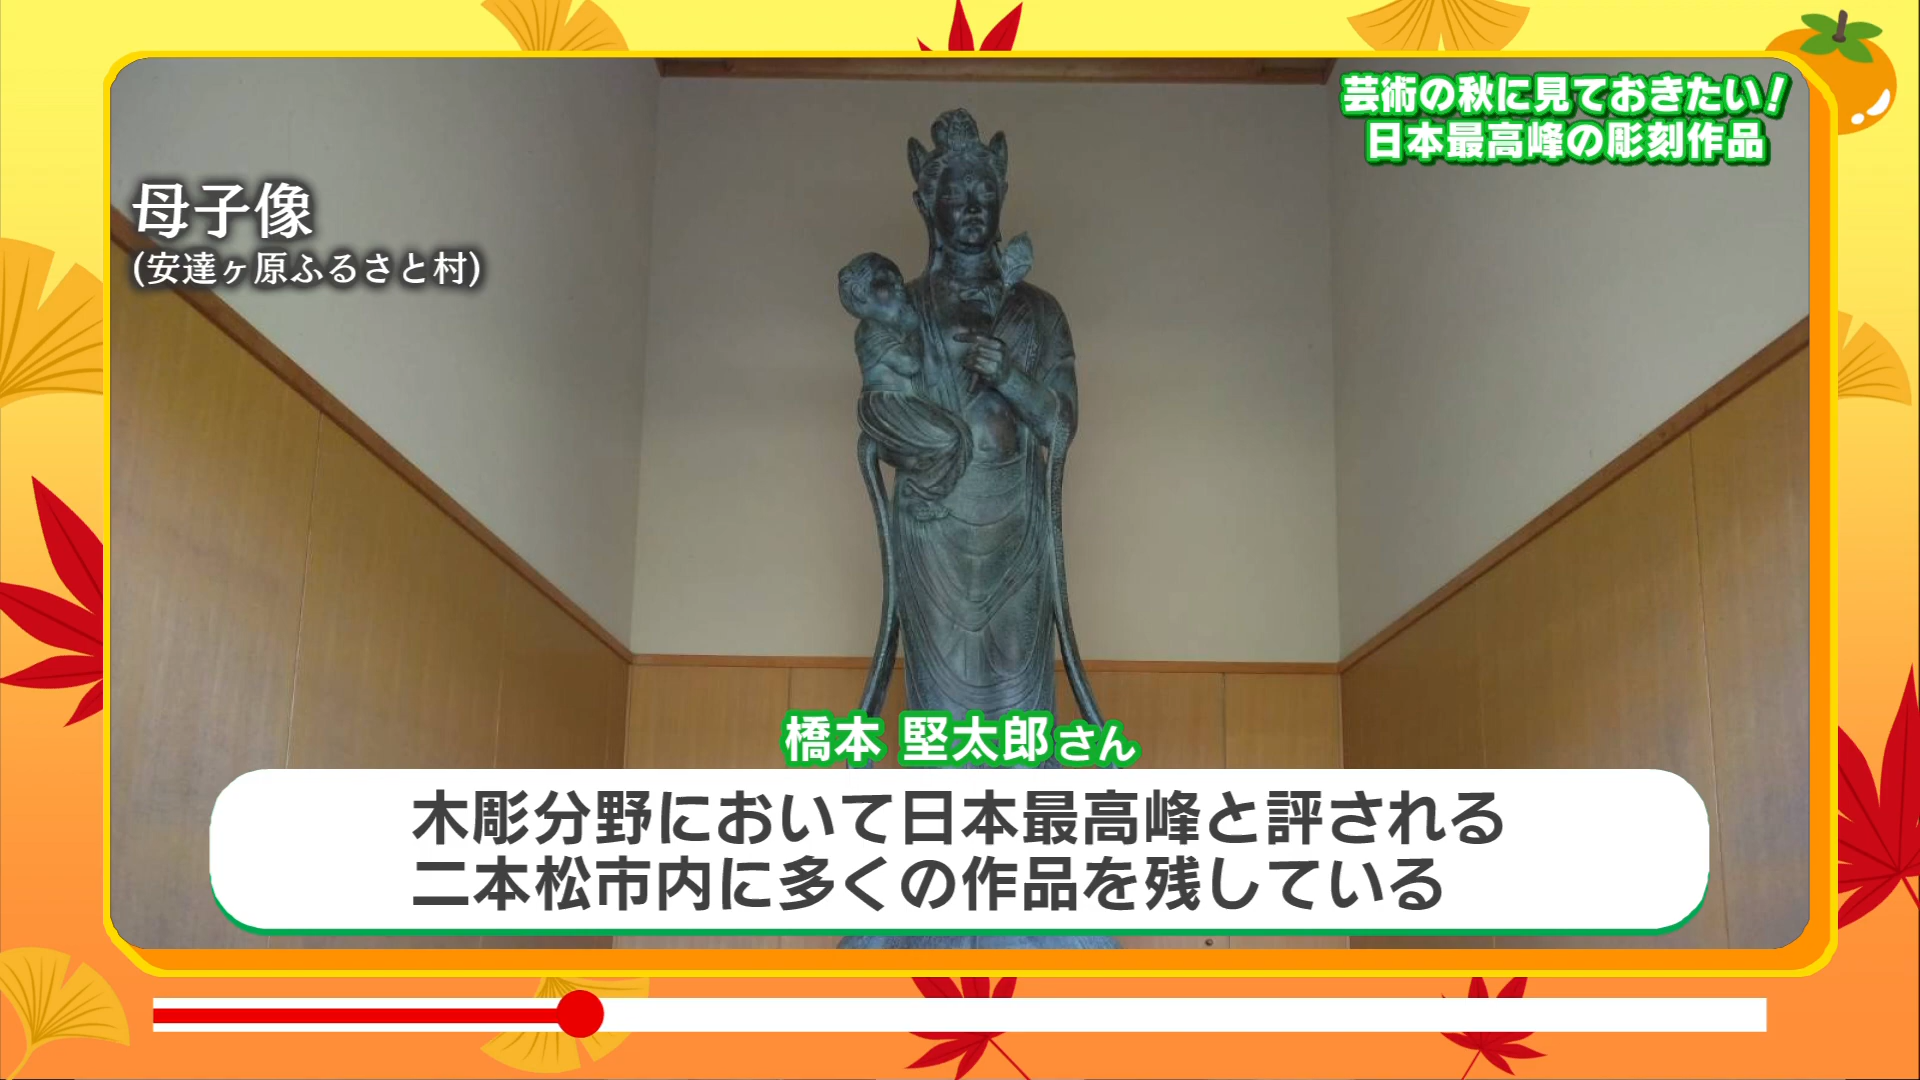 芸術の秋に見ておきたい！
日本最高峰の彫刻作品
母子像
(安達ヶ原ふるさと村)
橋本 堅太郎さん
木彫分野において日本最高峰と評される
二本松市内に多くの作品を残している